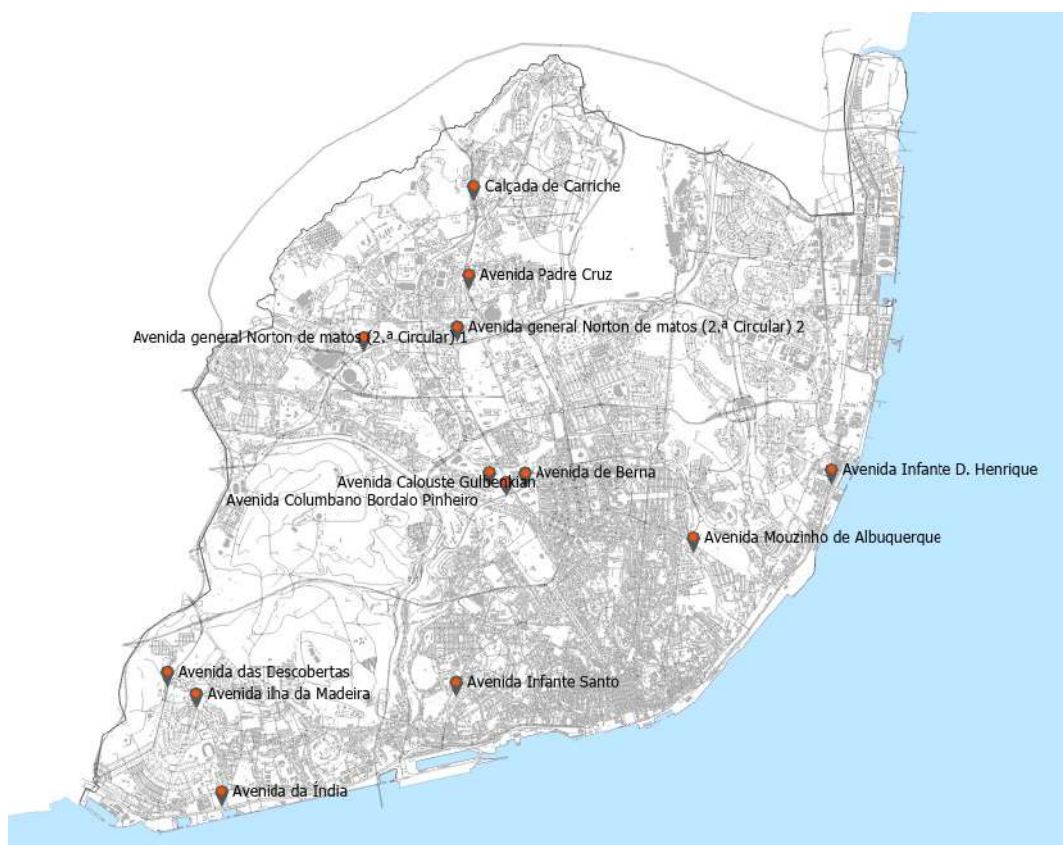 Calçada de Carriche
Avenida Padre Cruz
Avenida general Norton de matos (2.ª Circular) 2
Avenida general Norton de matos (2.ª Circular) 1
Avenida Infante D. Henrique
Avenida de Berna
Avenida Calouste Gulbenkian
Avenida Columbano Bordalo Pinheiro
Avenida Mouzinho de Albuquerque
Avenida das Descobertas
Avenida Infante Santo
Avenida ilha da Madeira
Avenida da Índia